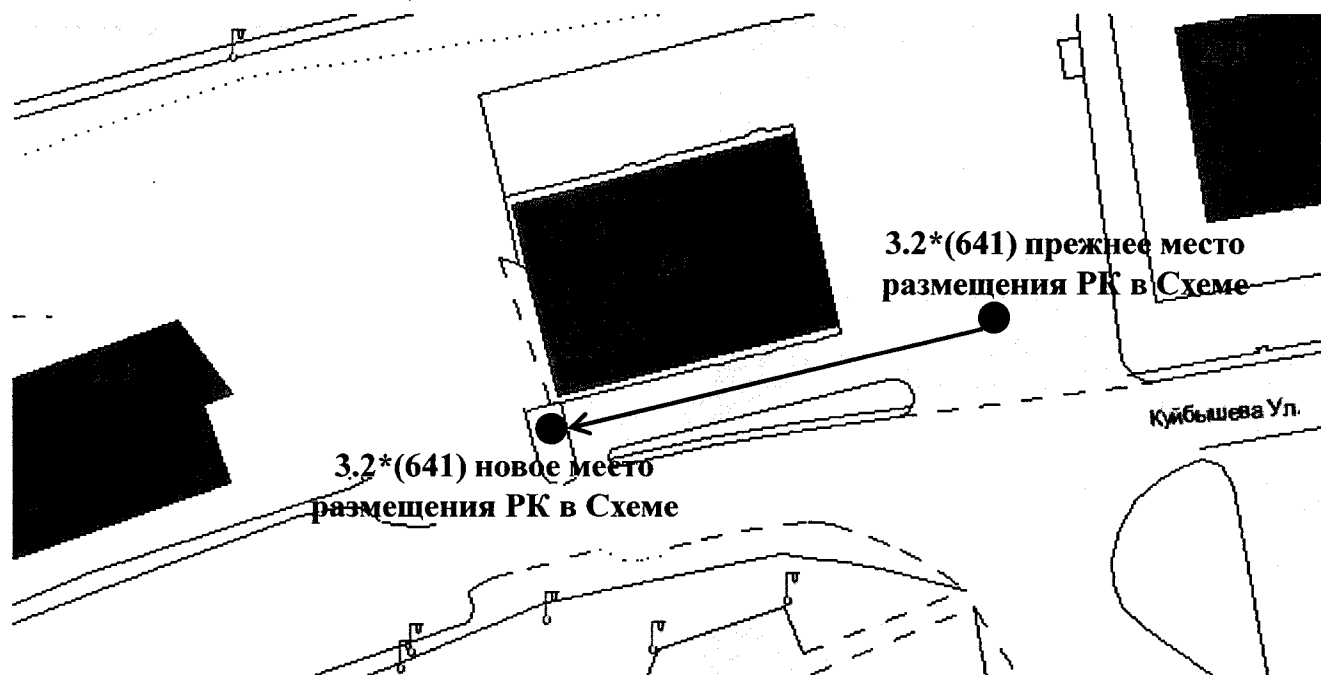 3.2*(641) прежнее место
размещения РК в Схеме
Куйбышева Ул.
3.2*(641) новое место
размещения РК в Схеме